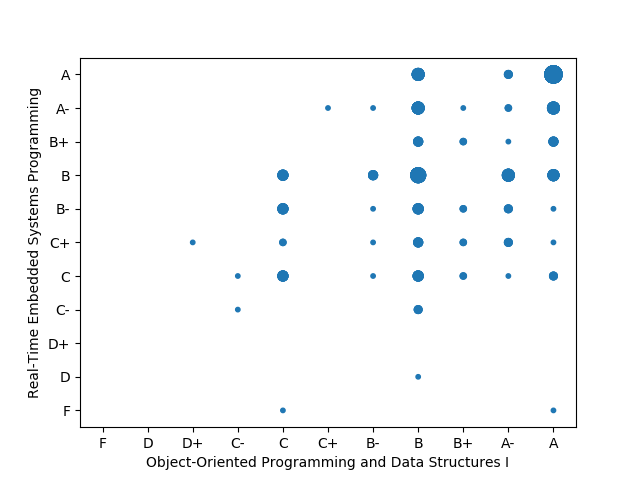 A
A-
B+
B
B-
C+
C
C-
D+
D
F
Real-Time Embedded Systems Programming
F D D+ C- C C+ B- B B+ A- A
Object-Oriented Programming and Data Structures I